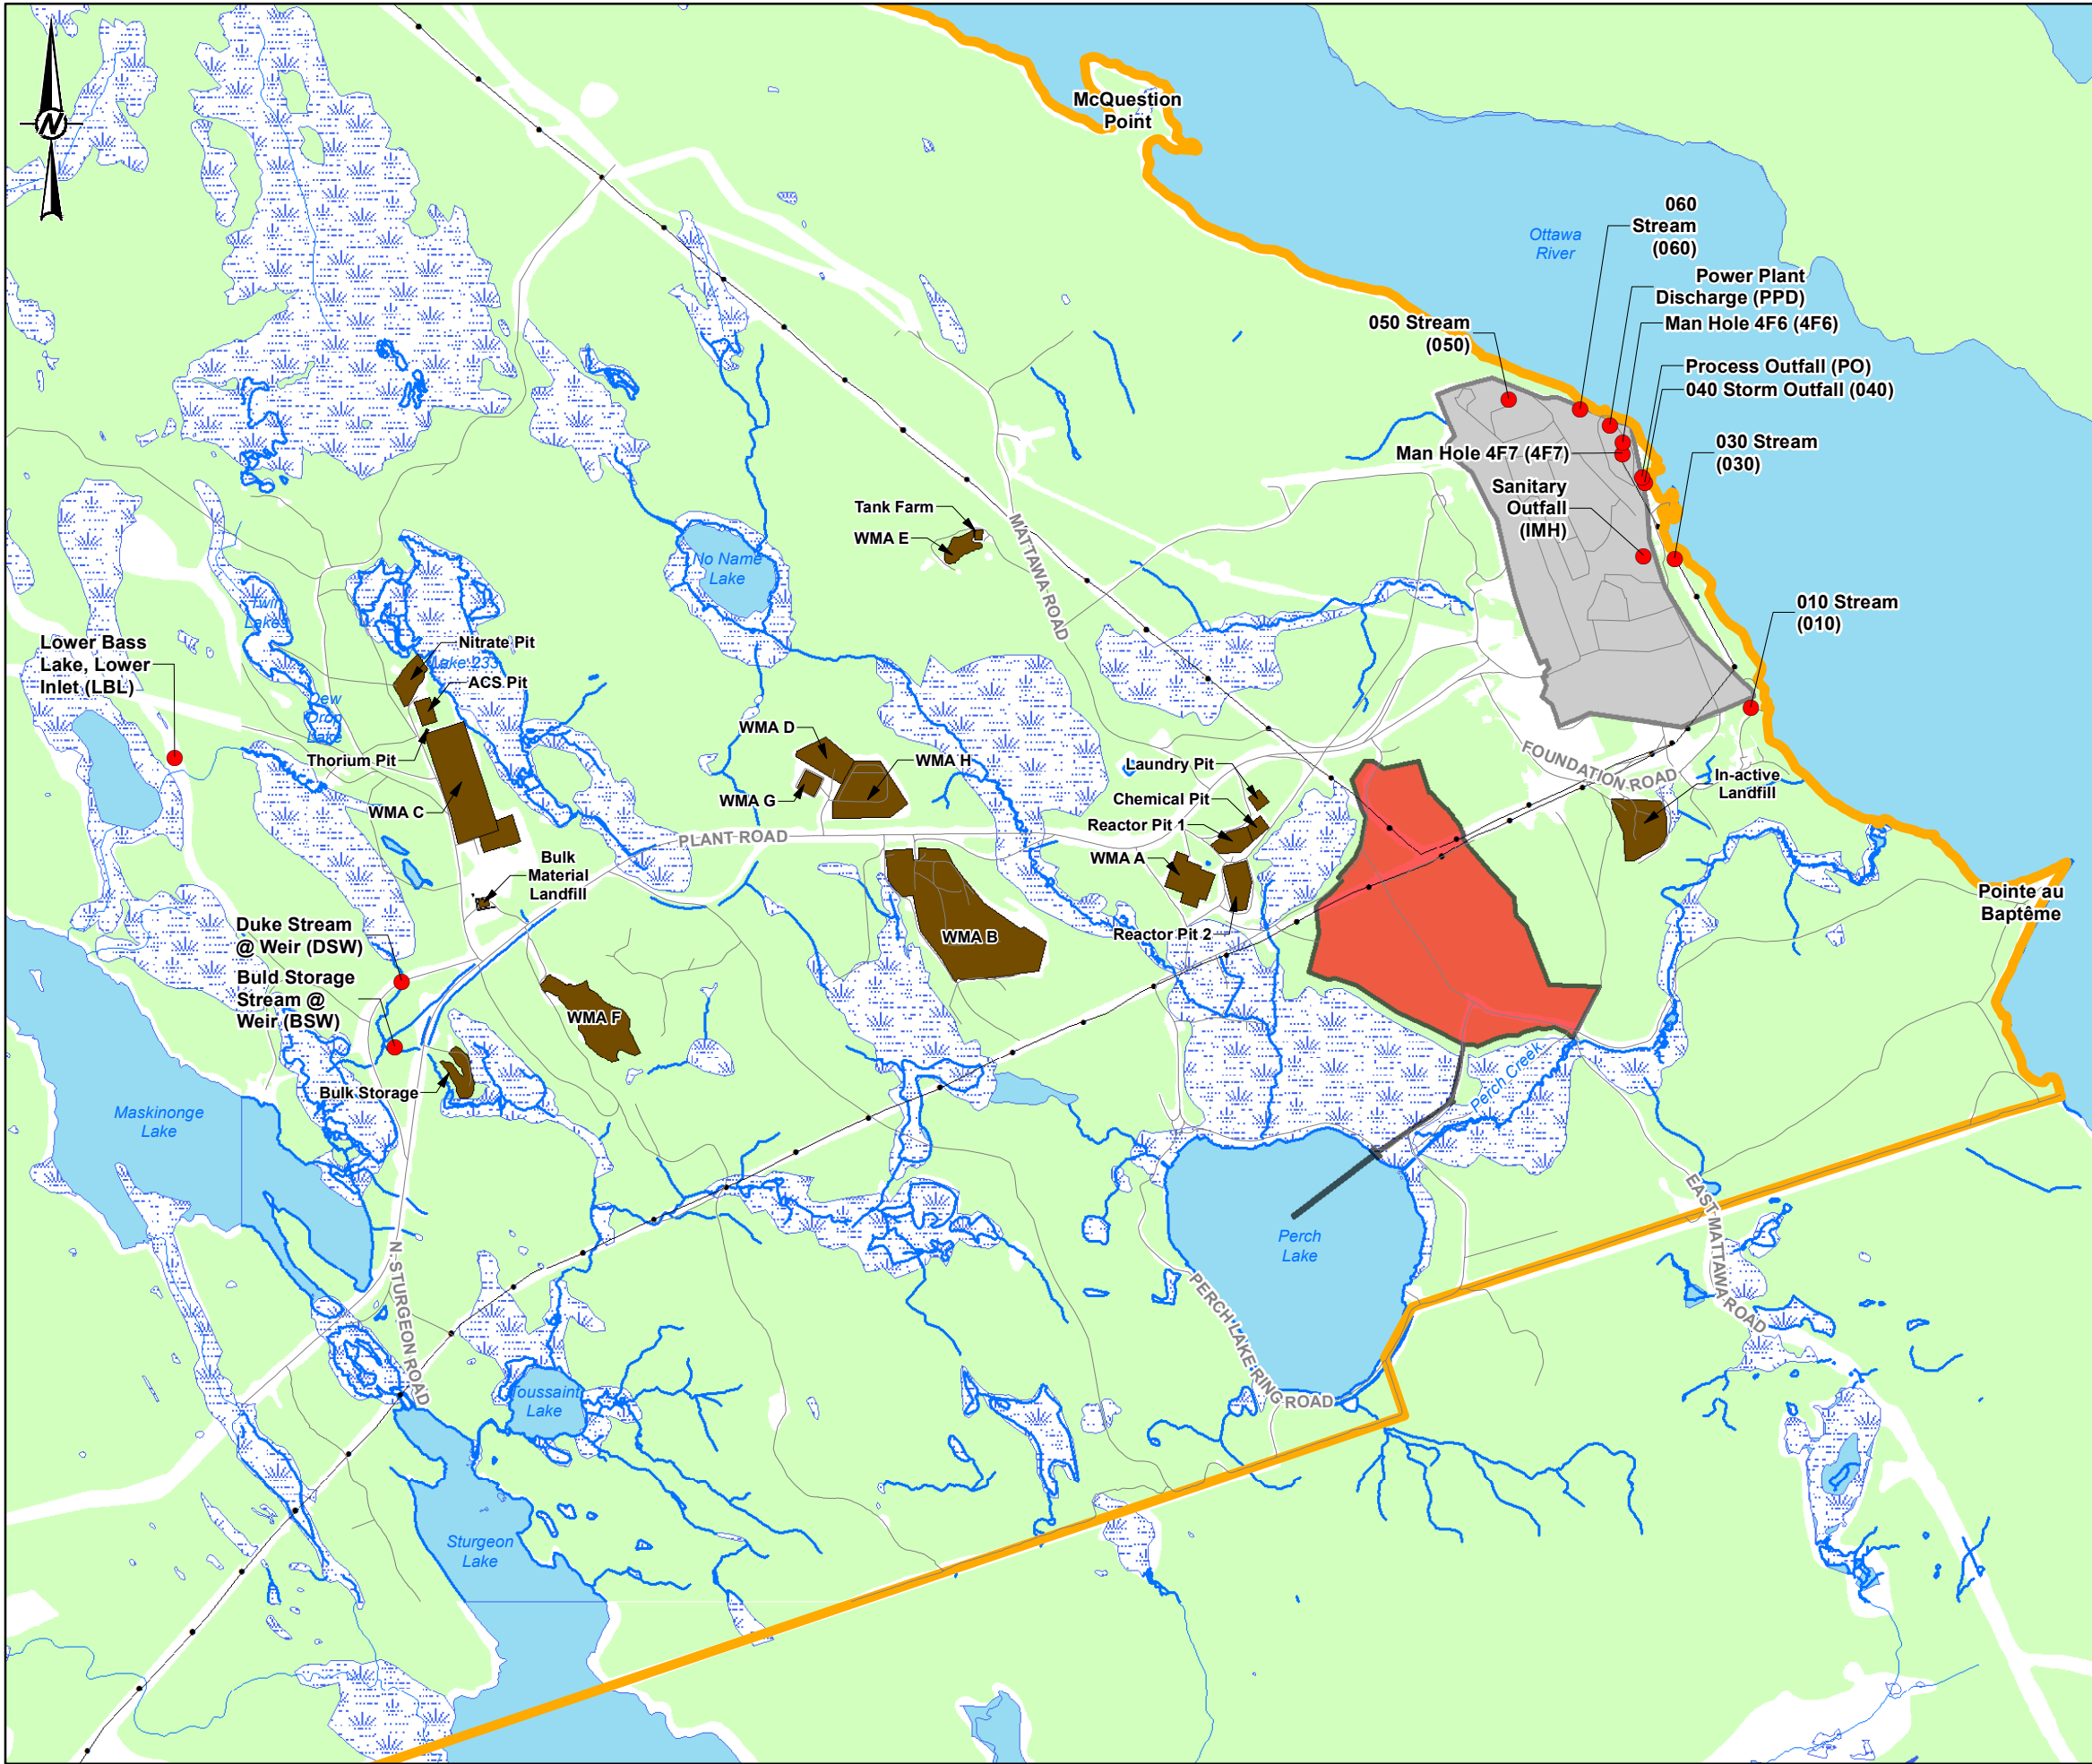 N
McQuestion
Point
060
Stream
(060)
Ottawa
River
Power Plant
Discharge (PPD)
Man Hole 4F6 (4F6)
050 Stream
(050)
Process Outfall (PO)
040 Storm Outfall (040)
030 Stream
(030)
Man Hole 4F7 (4F7)
Sanitary
Outfall
(IMH)
Tank Farm
WMA E
MATTAWA ROAD
No Name
Lake
010 Stream
(010)
Twin
Lakes
Lower Bass
Lake, Lower
Inlet (LBL)
Nitrate Pit
Lake 233
ACS Pit
Dew
Drop
Lake
Thorium Pit
WMA C
WMA D
WMA H
WMA G
Laundry Pit
Chemical Pit
Reactor Pit 1
WMA A
Reactor Pit 2
FOUNDATION ROAD
In-active
Landfill
PLANT ROAD
Bulk
Material
Landfill
Pointe au
Baptême
Duke Stream
@ Weir (DSW)
Buld Storage
Stream @
Weir (BSW)
WMA B
WMA F
Bulk Storage
Perch Creek
Maskinonge
Lake
Perch
Lake
EAST MATTAWA ROAD
N STURGEON ROAD
PERCH LAKE RING ROAD
Toussaint
Lake
Sturgeon
Lake